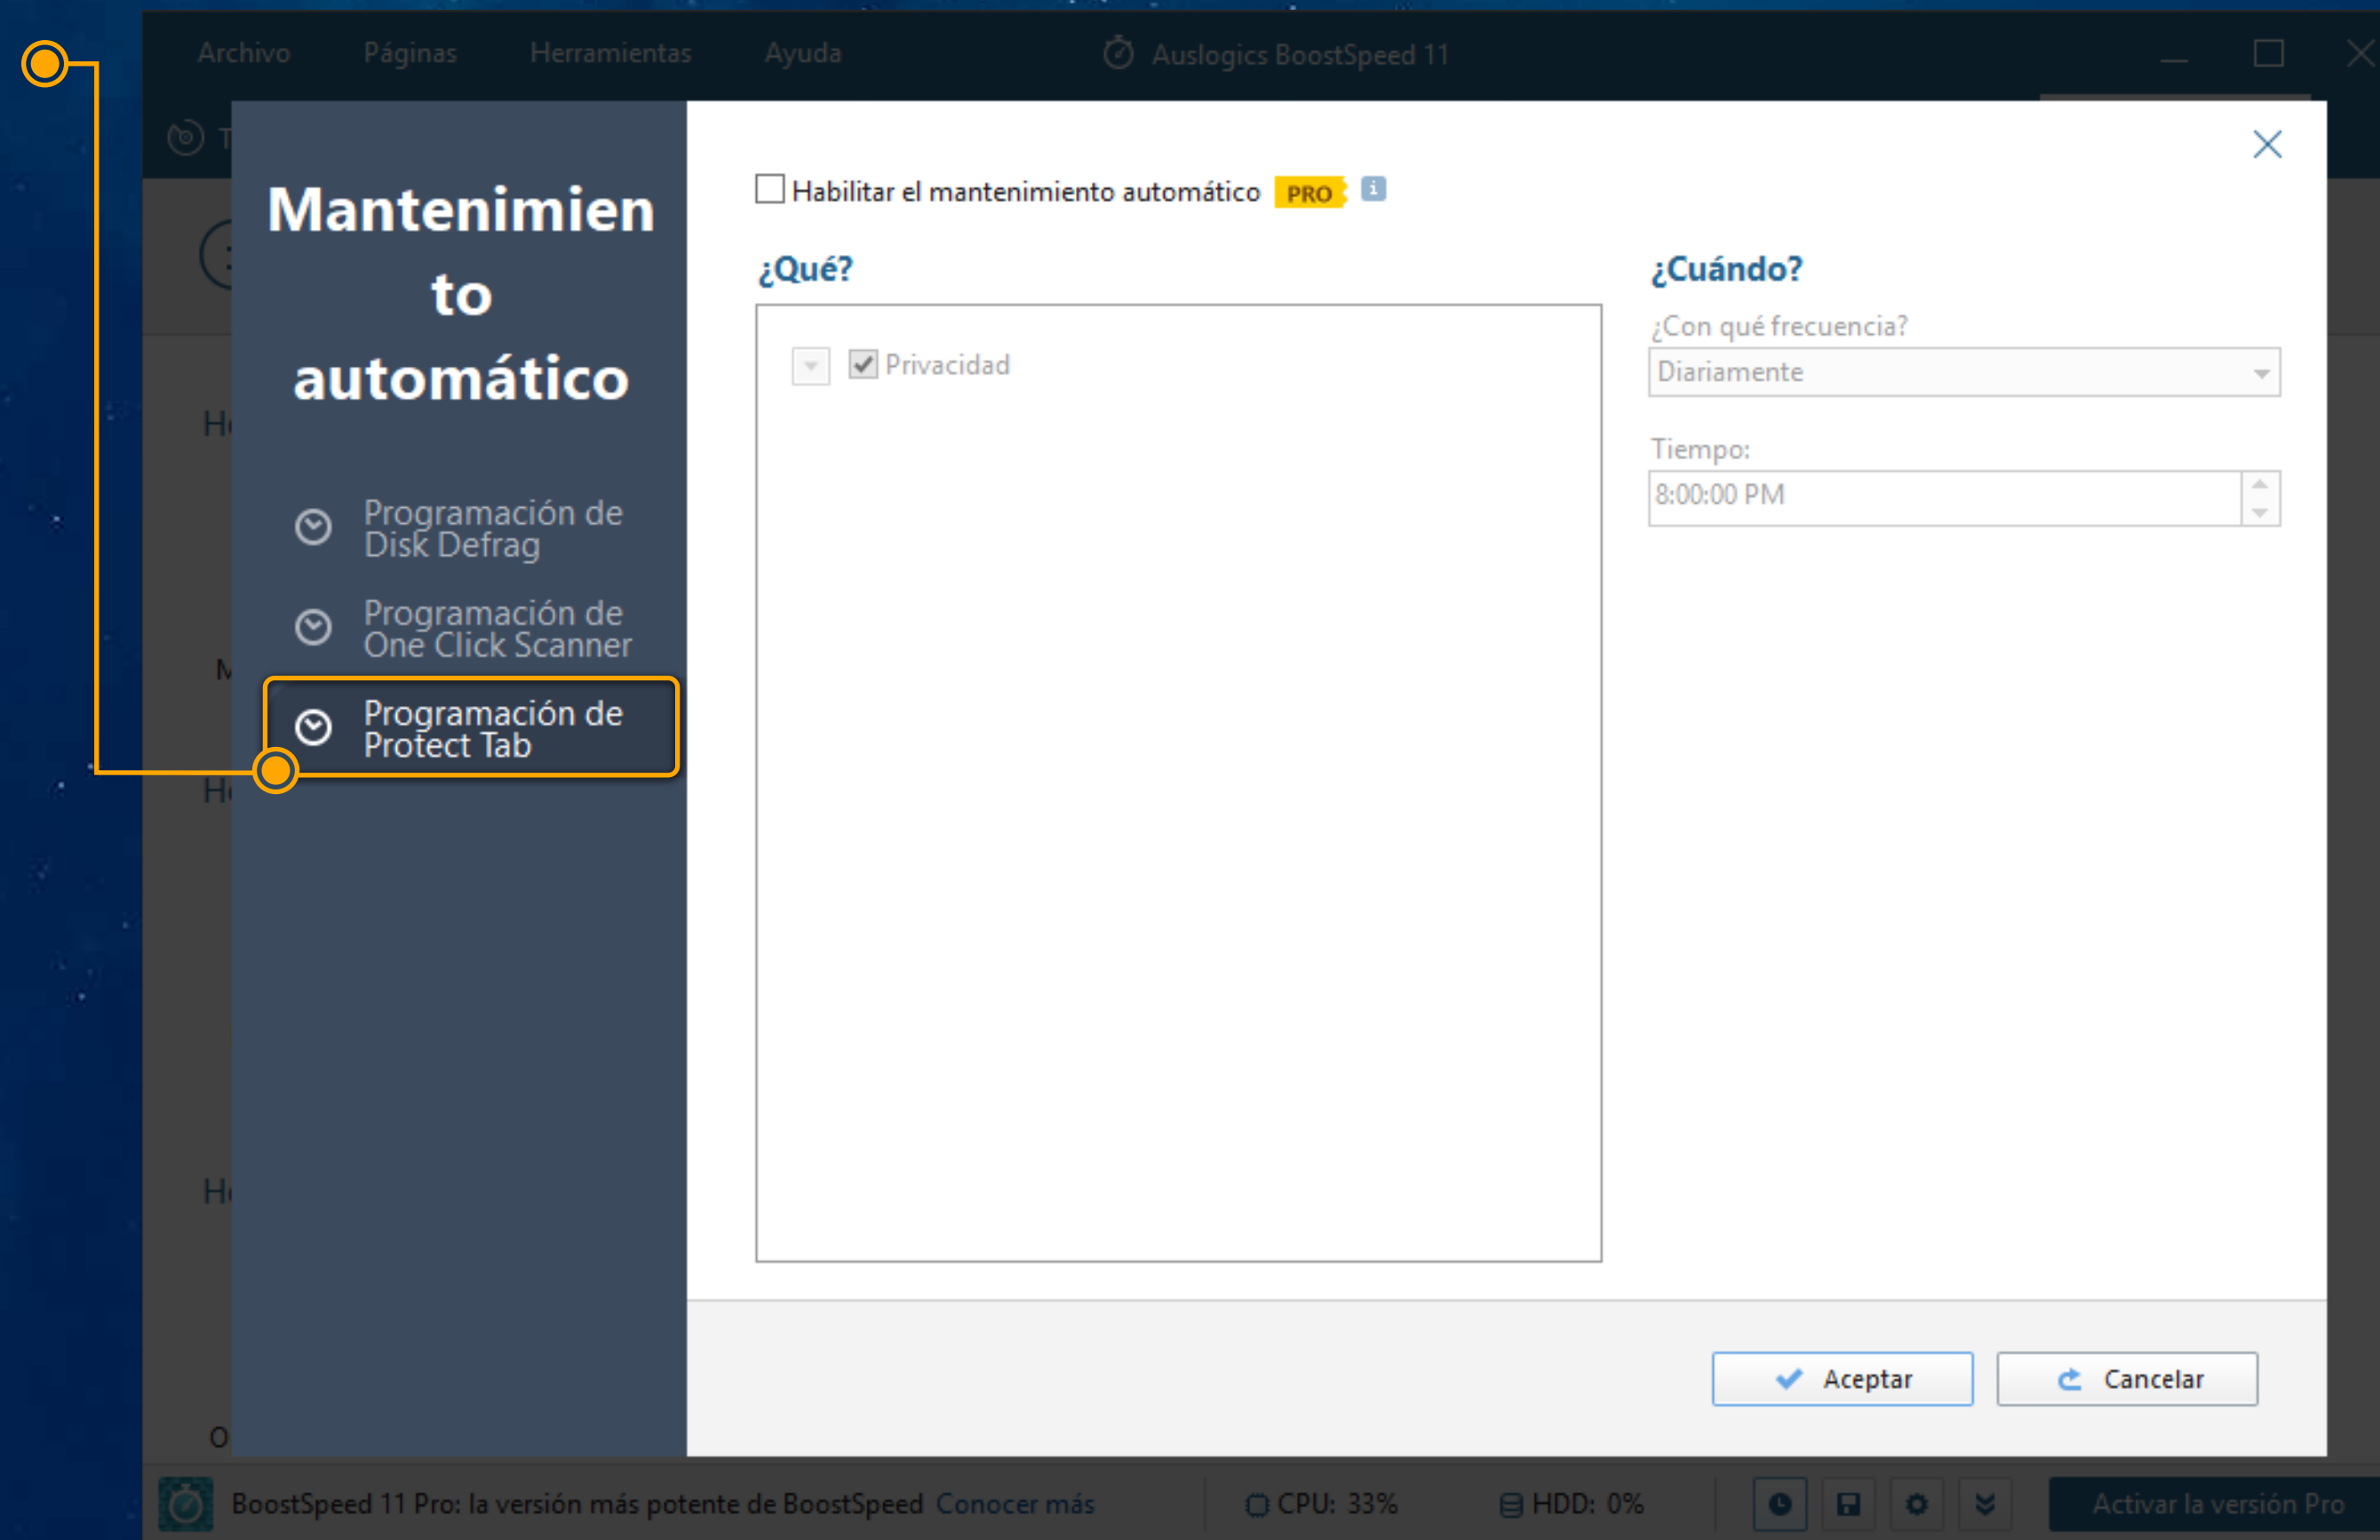 Archivo Páginas Herramientas Ayuda
Auslogics BoostSpeed 11
Mantenimien
to
automático
Programación de
Disk Defrag
Programación de
One Click Scanner
Programación de
Protect Tab
Habilitar el mantenimiento automático PRO
¿Qué?
Privacidad
¿Cuándo?
¿Con qué frecuencia?
Diariamente
Tiempo:
8:00:00 PM
Aceptar
Cancelar
BoostSpeed 11 Pro: la versión más potente de BoostSpeed Conocer más
CPU: 33%
HDD: 0%
Activar la versión Pro